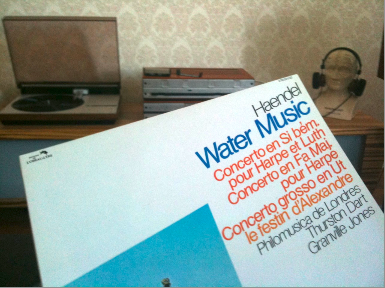 Haendel
Water Music
Concerto en Si bém.
pour Harpe et Luth
Concerto en Fa Maj.
pour Harpe
Concerto grosso en Ut
le festin d'Alexandre
Philomusica de Londres
Thurston Dart
Granville Jones